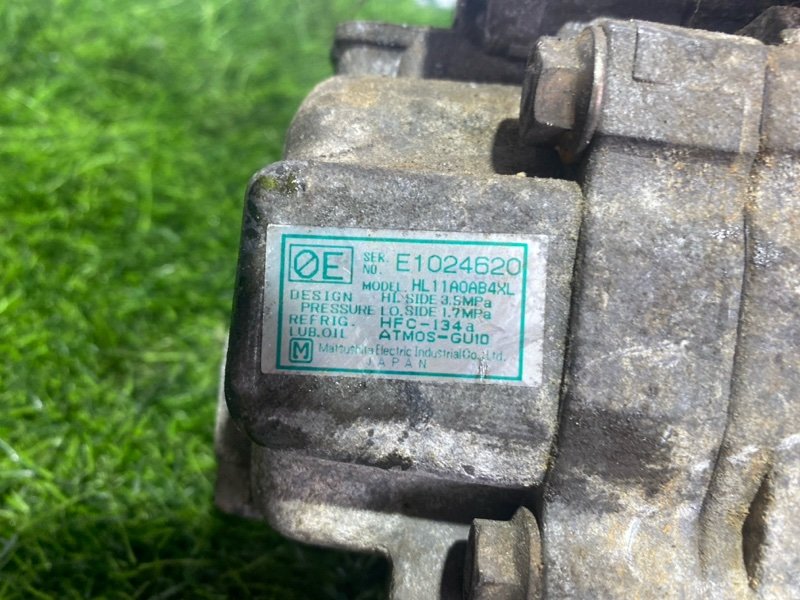 ØE SER. NO. E1024620
MODEL HL11A0AB4XL
DESIGN PRESSURE HI. SIDE 3.5MPa
LO. SIDE 1.7MPa
REFRIG. HFC-134a
LUB.OIL ATMOS-GU10
M Matsushita Electric Industrial Co., Ltd.
JAPAN